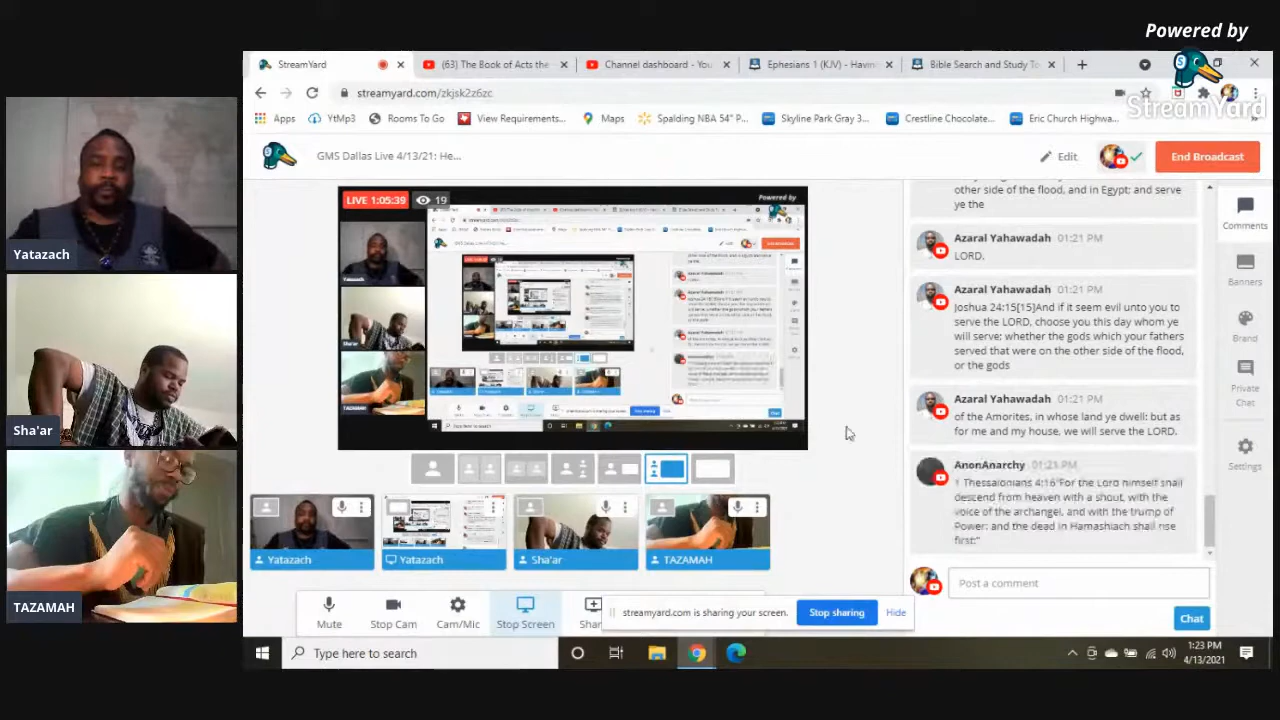 Powered by
StreamYard
StreamYard
(63) The Book of Acts the
Channel dashboard - You
Ephesians 1 (KJV) - Havin
Bible Search and Study To
streamyard.com/zkjsk2z6zc
Apps
YtMp3
Rooms To Go
View Requirements...
Maps
Spalding NBA 54" P...
Skyline Park Gray 3...
Crestline Chocolate...
Eric Church Highwa...
GMS Dallas Live 4/13/21: He...
Edit
End Broadcast
LIVE 1:05:39
19
Powered by
Yatazach
Sha'ar
TAZAMAH
other side of the flood, and in Egypt; and serve
ye the
Azaral Yahawadah 01:21 PM
LORD.
Azaral Yahawadah 01:21 PM
Joshua 24:15[15]And if it seem evil unto you to
serve the LORD, choose you this day whom ye
will serve; whether the gods which your fathers
served that were on the other side of the flood,
or the gods
Azaral Yahawadah 01:21 PM
of the Amorites, in whose land ye dwell: but as
for me and my house, we will serve the LORD.
AnonAnarchy 01:23 PM
1 Thessalonians 4:16"For the Lord himself shall
descend from heaven with a shout, with the
voice of the archangel, and with the trump of
Power: and the dead in Hamashiach shall rise
first:"
Comments
Banners
Brand
Private
Chat
Settings
Yatazach
Yatazach
Sha'ar
TAZAMAH
Post a comment
Chat
Mute
Stop Cam
Cam/Mic
Stop Screen
Shar
streamyard.com is sharing your screen.
Stop sharing
Hide
Type here to search
1:23 PM
4/13/2021
Yatazach
Sha'ar
TAZAMAH